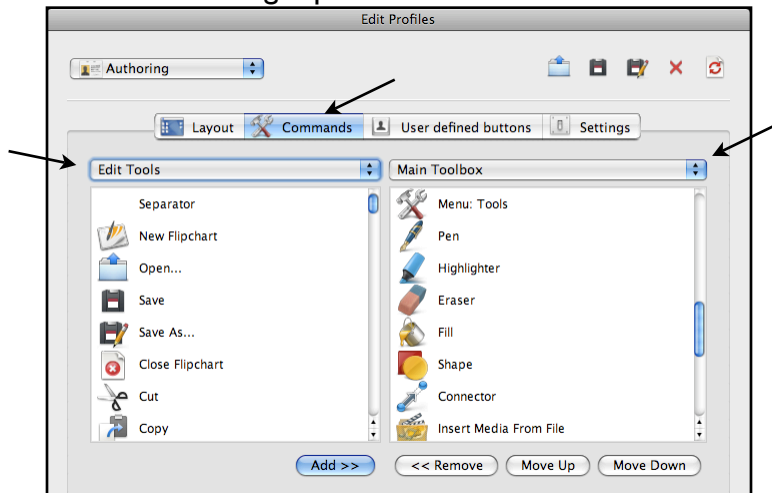 Edit Profiles
Authoring
Layout Commands User defined buttons Settings
Edit Tools
Main Toolbox
Separator
New Flipchart
Open...
Save
Save As...
Close Flipchart
Cut
Copy
Menu: Tools
Pen
Highlighter
Eraser
Fill
Shape
Connector
Insert Media From File
Add >>
<< Remove
Move Up
Move Down